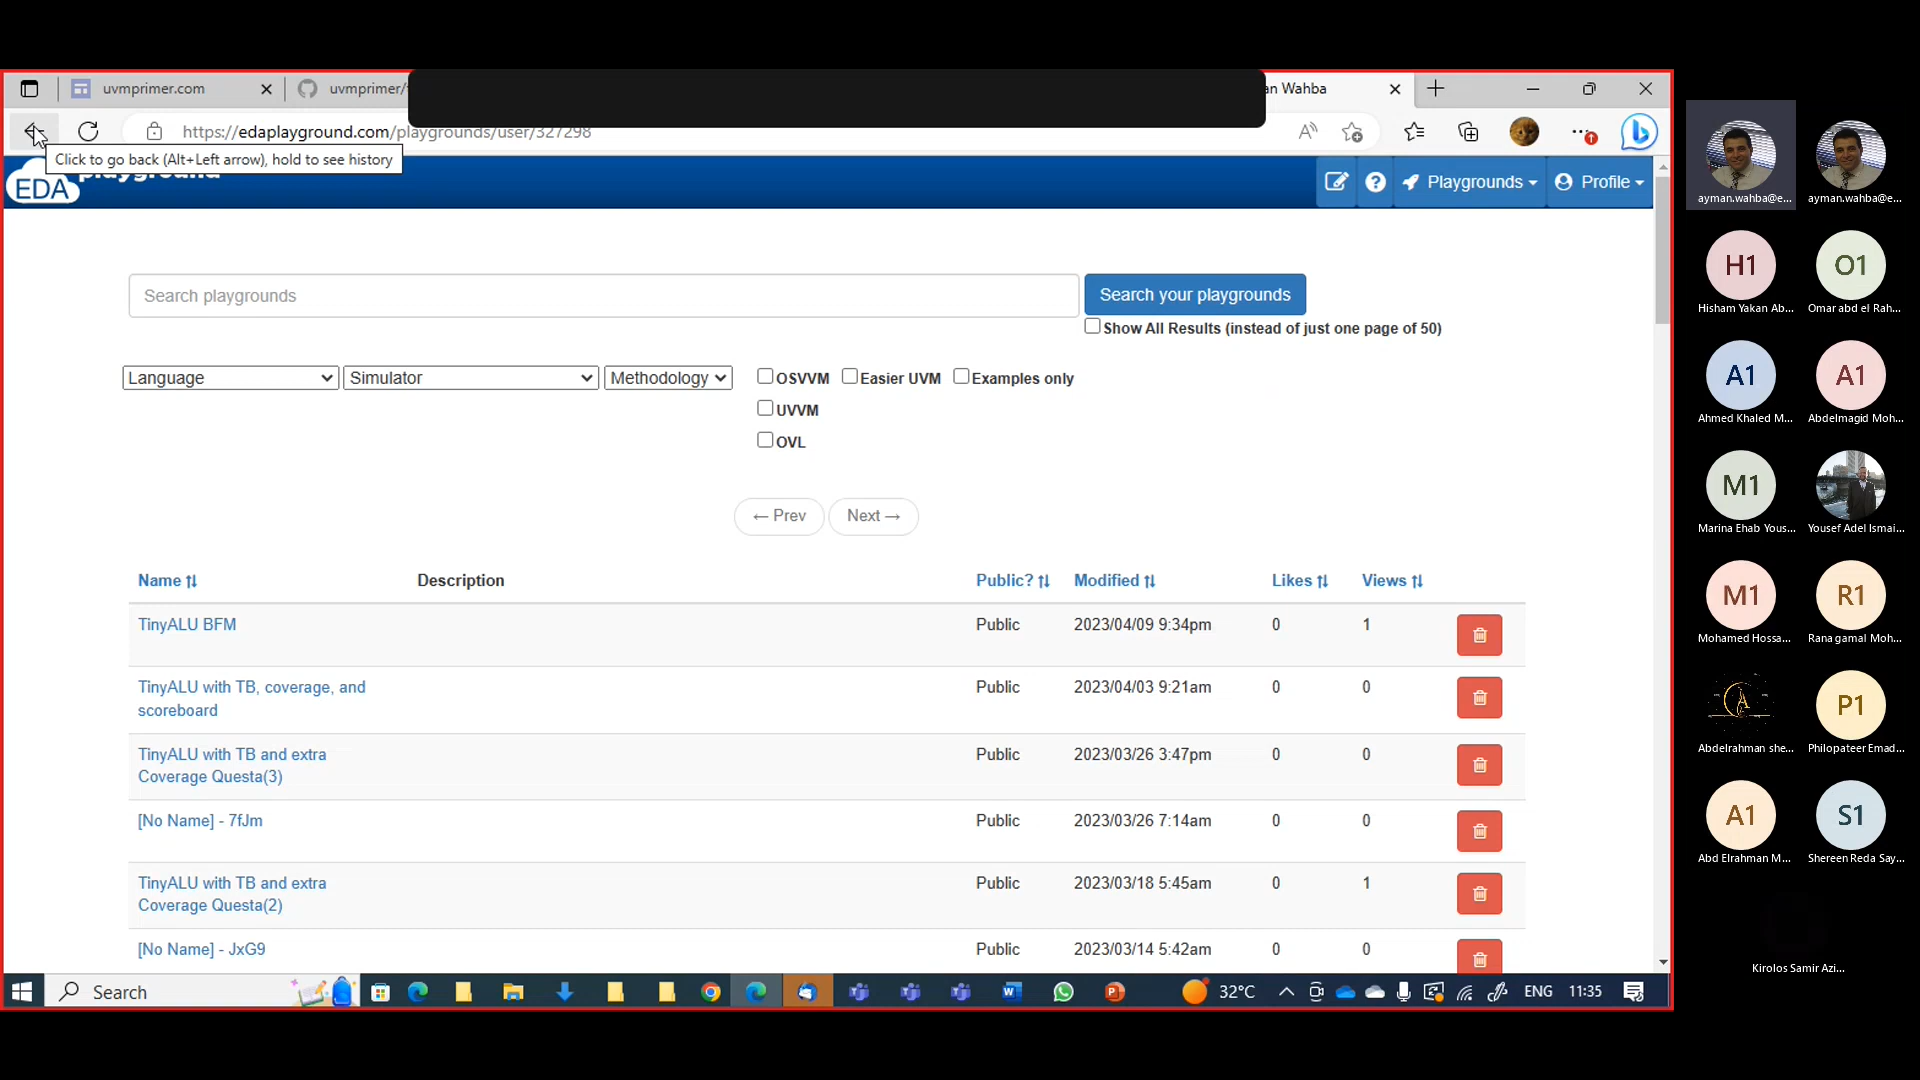 uvmprimer.com
uvmprimer/
an Wahba
https://edaplayground.com/playgrounds/user/327298
Click to go back (Alt+Left arrow), hold to see history
EDA playground
Playgrounds
Profile
Search playgrounds
Search your playgrounds
Show All Results (instead of just one page of 50)
Language
Simulator
Methodology
OSVVM
Easier UVM
Examples only
UVVM
OVL
← Prev
Next →
Name
Description
Public?
Modified
Likes
Views
TinyALU BFM
Public
2023/04/09 9:34pm
0
1
TinyALU with TB, coverage, and
scoreboard
Public
2023/04/03 9:21am
0
0
TinyALU with TB and extra
Coverage Questa(3)
Public
2023/03/26 3:47pm
0
0
[No Name] - 7fJm
Public
2023/03/26 7:14am
0
0
TinyALU with TB and extra
Coverage Questa(2)
Public
2023/03/18 5:45am
0
1
[No Name] - JxG9
Public
2023/03/14 5:42am
0
0
Search
32°C
ENG
11:35
ayman.wahba@e...
ayman.wahba@e...
H1
O1
Hisham Yakan Ab...
Omar abd el Rah...
A1
A1
Ahmed Khaled M...
Abdelmagid Moh...
M1
Marina Ehab Yous...
Yousef Adel Ismai...
M1
R1
Mohamed Hossa...
Rana gamal Moh...
P1
Abdelrahman she...
Philopateer Emad...
A1
S1
Abd Elrahman M...
Shereen Reda Say...
Kirolos Samir Azi...